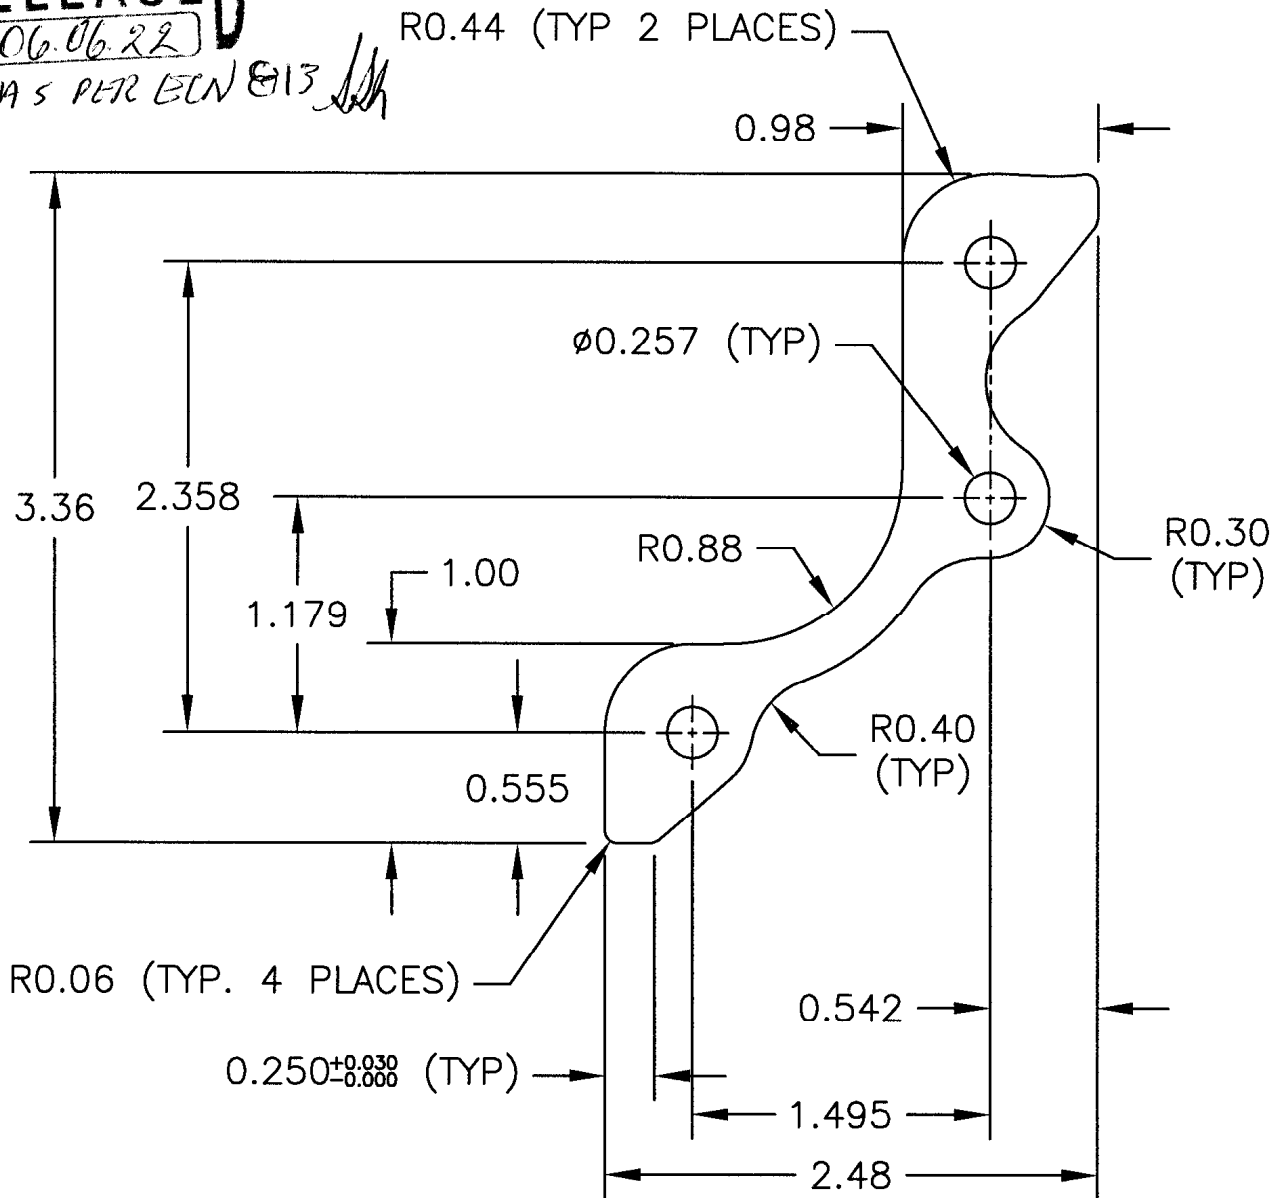 RELEASED
06.06.22
AS PER ECN 813
R0.44 (TYP 2 PLACES)
0.98
ø0.257 (TYP)
3.36
2.358
R0.88
R0.30
(TYP)
1.00
1.179
R0.40
(TYP)
0.555
R0.06 (TYP. 4 PLACES)
0.542
0.250+0.030 -0.000 (TYP)
1.495
2.48